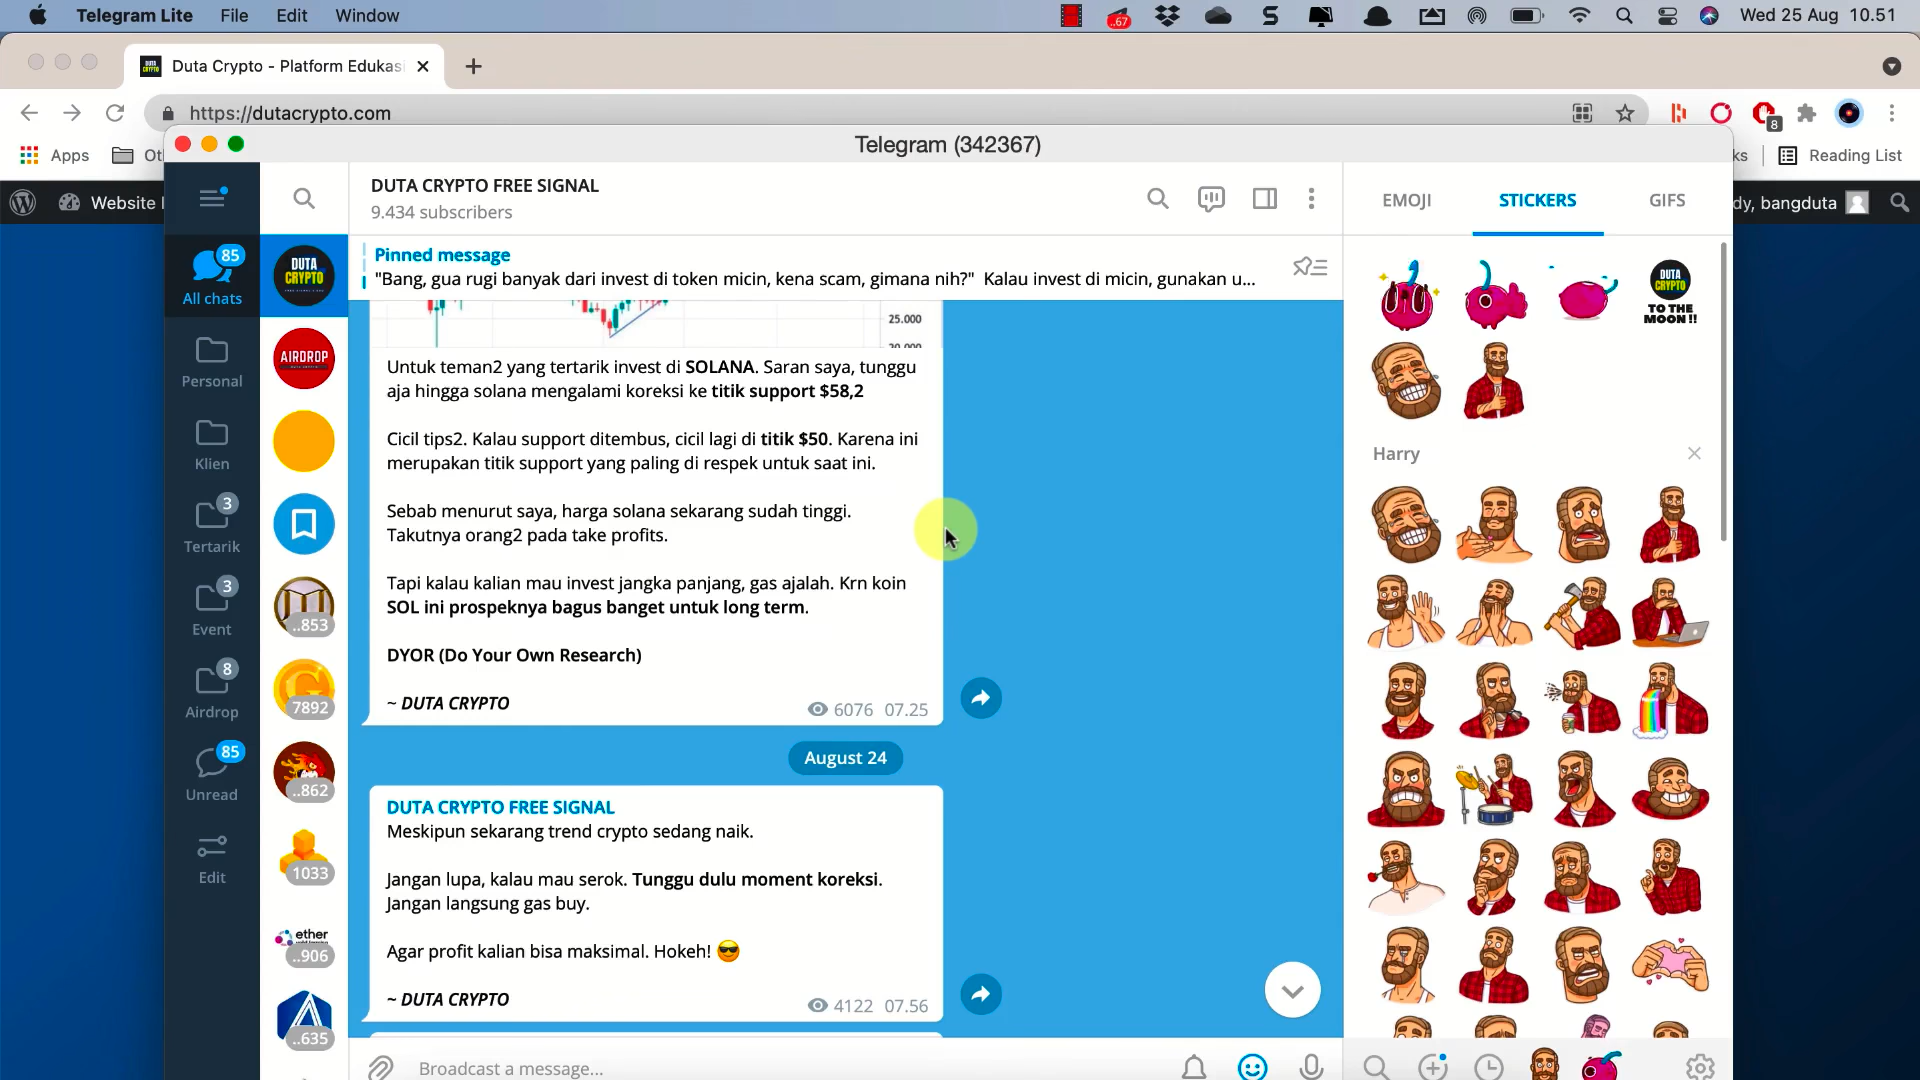 Telegram Lite File Edit Window
..67
Wed 25 Aug 10.51
Duta Crypto - Platform Edukas
https://dutacrypto.com
8
Apps
Ot
ks
Reading List
Telegram (342367)
Website
dy, bangduta
DUTA CRYPTO FREE SIGNAL
9.434 subscribers
EMOJI
STICKERS
GIFS
85
All chats
Personal
Klien
3
Tertarik
3
Event
8
Airdrop
85
Unread
Edit
DUTA
CRYPTO
AIRDROP
..853
7892
..862
1033
ether
..906
..635
Pinned message
"Bang, gua rugi banyak dari invest di token micin, kena scam, gimana nih?" Kalau invest di micin, gunakan u...
25.000
20.000
Untuk teman2 yang tertarik invest di SOLANA. Saran saya, tunggu
aja hingga solana mengalami koreksi ke titik support $58,2
Cicil tips2. Kalau support ditembus, cicil lagi di titik $50. Karena ini
merupakan titik support yang paling di respek untuk saat ini.
Sebab menurut saya, harga solana sekarang sudah tinggi.
Takutnya orang2 pada take profits.
Tapi kalau kalian mau invest jangka panjang, gas ajalah. Krn koin
SOL ini prospeknya bagus banget untuk long term.
DYOR (Do Your Own Research)
~ DUTA CRYPTO
6076 07.25
August 24
DUTA CRYPTO FREE SIGNAL
Meskipun sekarang trend crypto sedang naik.
Jangan lupa, kalau mau serok. Tunggu dulu moment koreksi.
Jangan langsung gas buy.
Agar profit kalian bisa maksimal. Hokeh! 😎
~ DUTA CRYPTO
4122 07.56
Broadcast a message...
DUTA
CRYPTO
TO THE
MOON !!
Harry